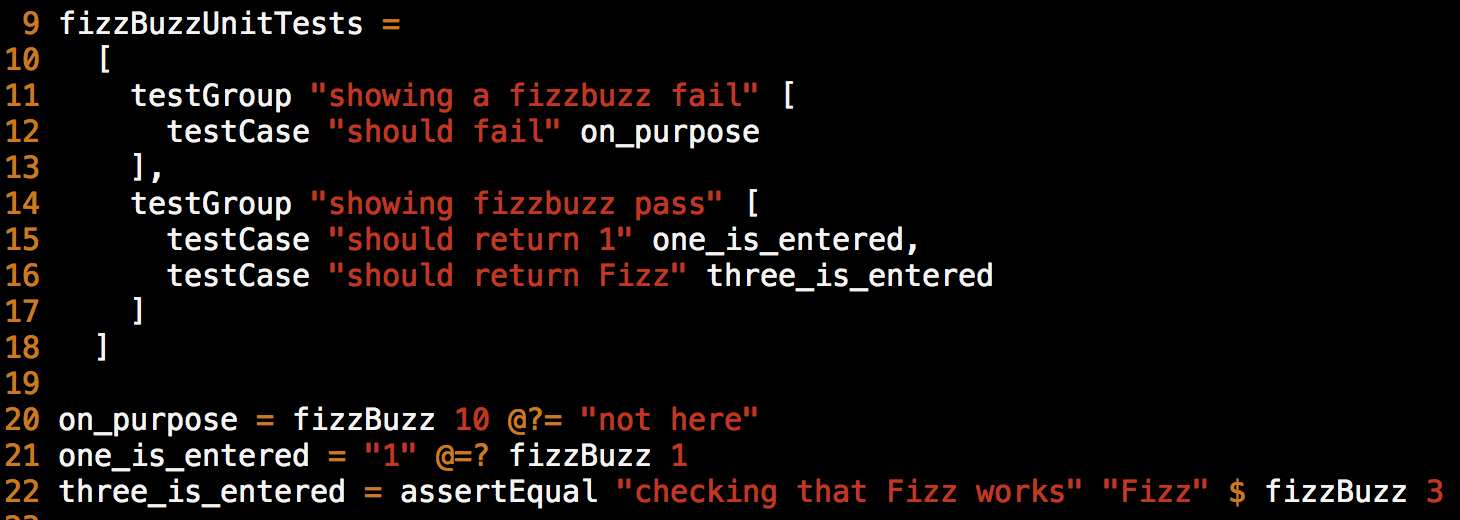 9 fizzBuzzUnitTests =
10   [
11     testGroup "showing a fizzbuzz fail" [
12       testCase "should fail" on_purpose
13     ],
14     testGroup "showing fizzbuzz pass" [
15       testCase "should return 1" one_is_entered,
16       testCase "should return Fizz" three_is_entered
17     ]
18   ]
19
20 on_purpose = fizzBuzz 10 @?= "not here"
21 one_is_entered = "1" @=? fizzBuzz 1
22 three_is_entered = assertEqual "checking that Fizz works" "Fizz" $ fizzBuzz 3